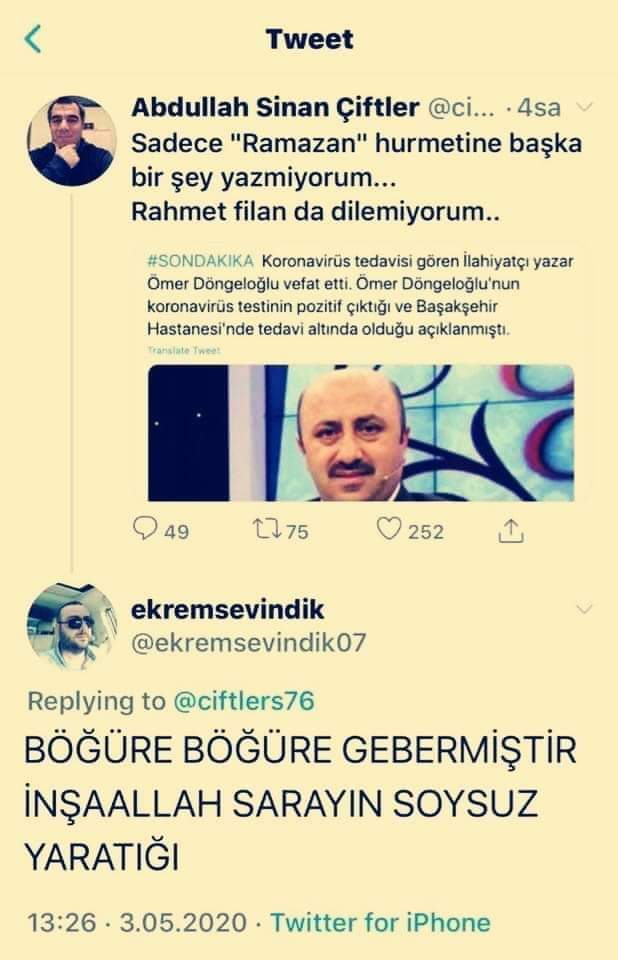 Tweet
Abdullah Sinan Çiftler @ci... · 4sa
Sadece "Ramazan" hurmetine başka
bir şey yazmiyorum...
Rahmet filan da dilemiyorum..
#SONDAKIKA Koronavirüs tedavisi gören İlahiyatçı yazar
Ömer Döngeloğlu vefat etti. Ömer Döngeloğlu'nun
koronavirüs testinin pozitif çıktığı ve Başakşehir
Hastanesi'nde tedavi altında olduğu açıklanmıştı.
Translate Tweet
49 75 252
ekremsevindik
@ekremsevindik07
Replying to @ciftlers76
BÖĞÜRE BÖĞÜRE GEBERMİŞTİR
İNŞAALLAH SARAYIN SOYSUZ
YARATIĞI
13:26 · 3.05.2020 · Twitter for iPhone